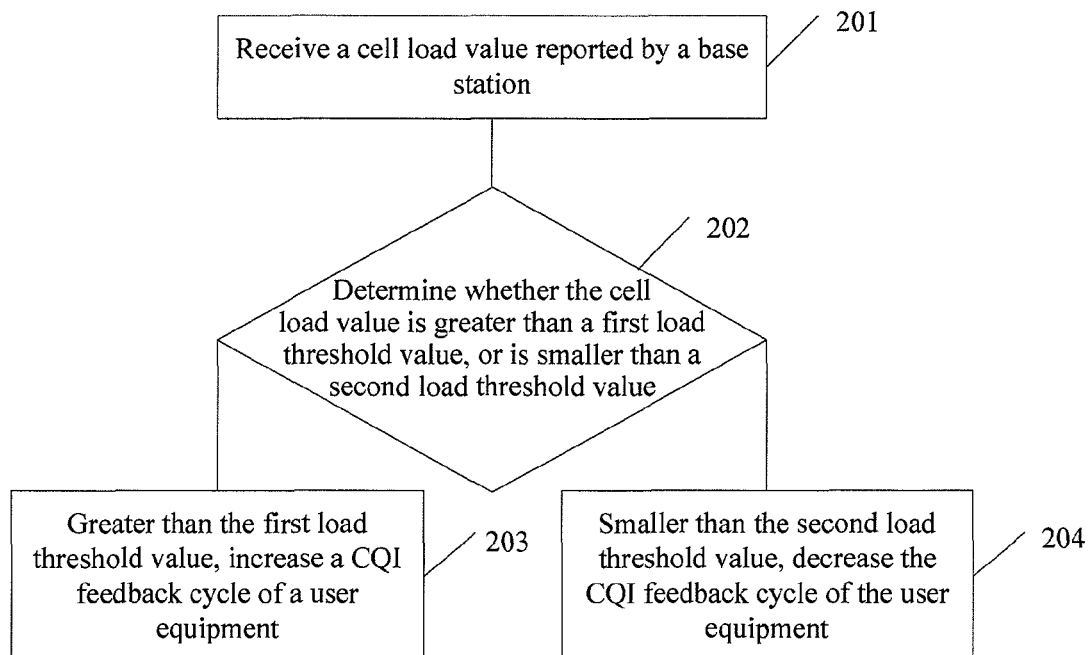 Receive a cell load value reported by a base
station
201
202
Determine whether the cell
load value is greater than a first load
threshold value, or is smaller than a
second load threshold value
Greater than the first load
threshold value, increase a CQI
feedback cycle of a user
equipment
203
Smaller than the second load
threshold value, decrease the
CQI feedback cycle of the user
equipment
204